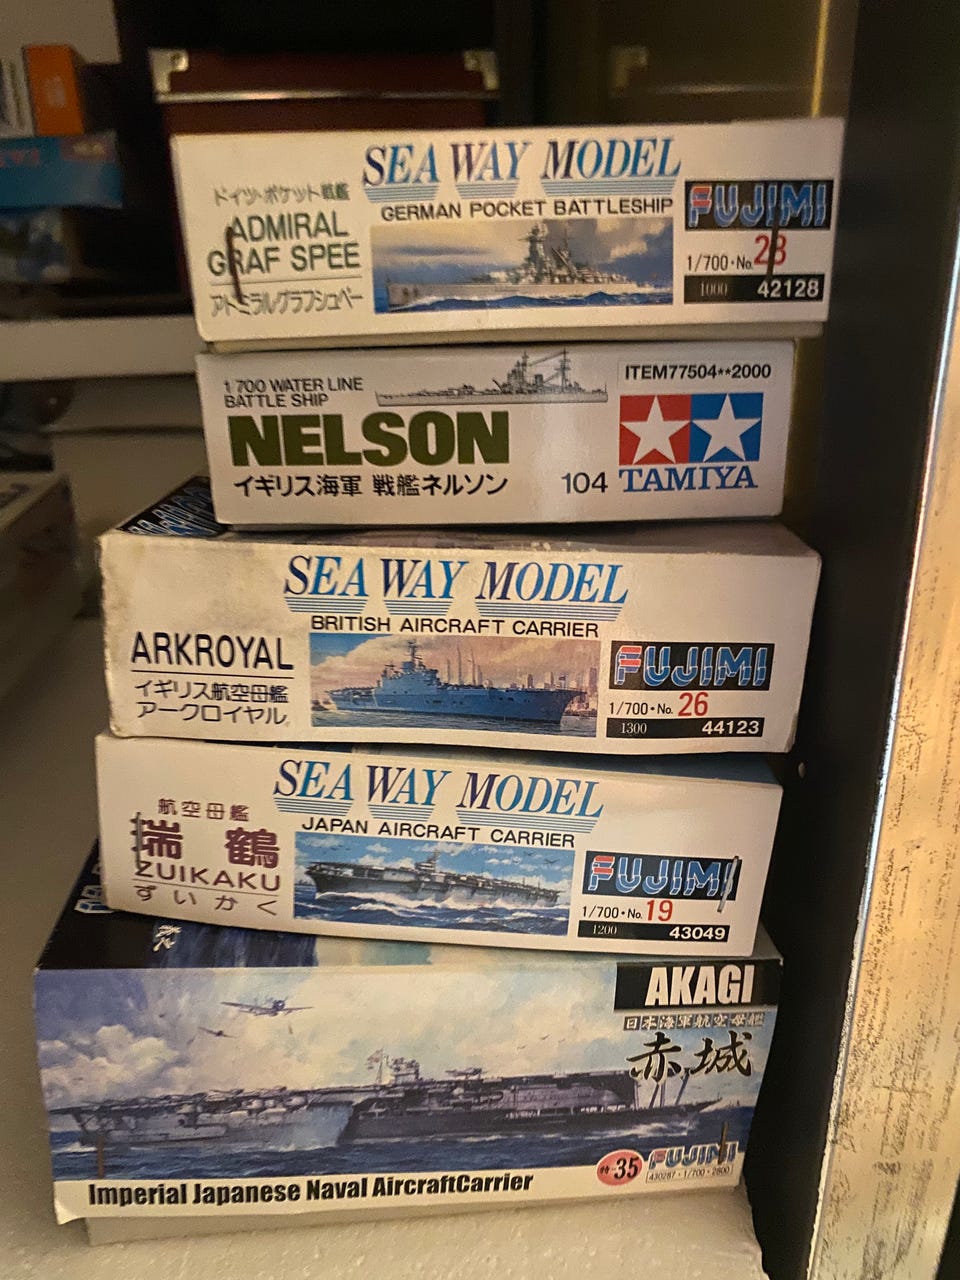 SEA WAY MODEL
ドイツ・ポケット戦艦
GERMAN POCKET BATTLESHIP
ADMIRAL
GRAF SPEE
アドミラルグラフシュペー
FUJIMI
1/700・No.28
1000 42128
1 700 WATER LINE
BATTLE SHIP
NELSON
イギリス海軍 戦艦ネルソン
ITEM77504**2000
104 TAMIYA
SEA WAY MODEL
BRITISH AIRCRAFT CARRIER
ARKROYAL
イギリス航空母艦
アークロイヤル
FUJIMI
1/700・No.26
1300 44123
SEA WAY MODEL
JAPAN AIRCRAFT CARRIER
航空母艦
瑞鶴
ZUIKAKU
ずいかく
FUJIMI
1/700・No.19
1200 43049
AKAGI
日本海軍航空母艦
赤城
特-35 FUJIMI
430287・1/700・2800
Imperial Japanese Naval AircraftCarrier